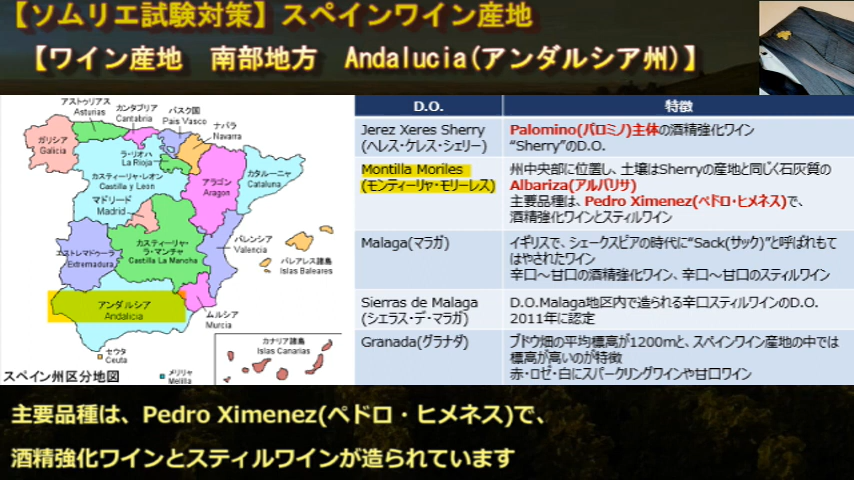 【ソムリエ試験対策】スペインワイン産地
【ワイン産地　南部地方　Andalucia(アンダルシア州)】
アストゥリアス
Asturias
カンタブリア
Cantabria
バスク国
Pais Vasco
ナバラ
Navarra
ガリシア
Galicia
ラ・リオハ
La Rioja
カスティーリャ・レオン
Castilla y León
アラゴン
Aragon
カタルーニャ
Cataluna
マドリード
Madrid
カスティーリャ・
ラ・マンチャ
Castilla La Mancha
バレンシア
Valencia
バレアレス諸島
Islas Baleares
エストレマドゥーラ
Extremadura
アンダルシア
Andalicia
ムルシア
Murcia
セウタ
Ceuta
メリリャ
Melilla
カナリア諸島
Islas Canarias
スペイン州区分地図
D.O.
特徴
Jerez Xeres Sherry
(ヘレス・ケレス・シェリー)
Palomino(パロミノ)主体の酒精強化ワイン
“Sherry”のD.O.
Montilla Moriles
(モンティーリャ・モリーレス)
州中央部に位置し、土壌はSherryの産地と同じく石灰質の
Albariza(アルバリサ)
主要品種は、Pedro Ximenez(ペドロ・ヒメネス)で、
酒精強化ワインとスティルワイン
Malaga(マラガ)
イギリスで、シェークスピアの時代に“Sack(サック)”と呼ばれもて
はやされたワイン
辛口～甘口の酒精強化ワイン、辛口～甘口のスティルワイン
Sierras de Malaga
(シェラス・デ・マラガ)
D.O.Malaga地区内で造られる辛口スティルワインのD.O.
2011年に認定
Granada(グラナダ)
ブドウ畑の平均標高が1200mと、スペインワイン産地の中では
標高が高いのが特徴
赤・ロゼ・白にスパークリングワインや甘口ワイン
主要品種は、Pedro Ximenez(ペドロ・ヒメネス)で、
酒精強化ワインとスティルワインが造られています